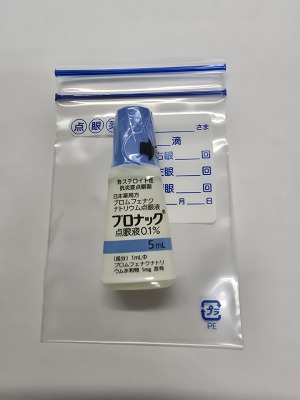 点眼
さま
滴
右眼 回
眼 回
眼 回
月 日
非ステロイド性
抗炎症点眼剤
日本薬局方
ブロムフェナク
ナトリウム点眼液
ブロナック®
点眼液0.1%
5mL
(成分) 1mL中
ブロムフェナクナトリ
ウム水和物 1mg 含有
プラ
PE